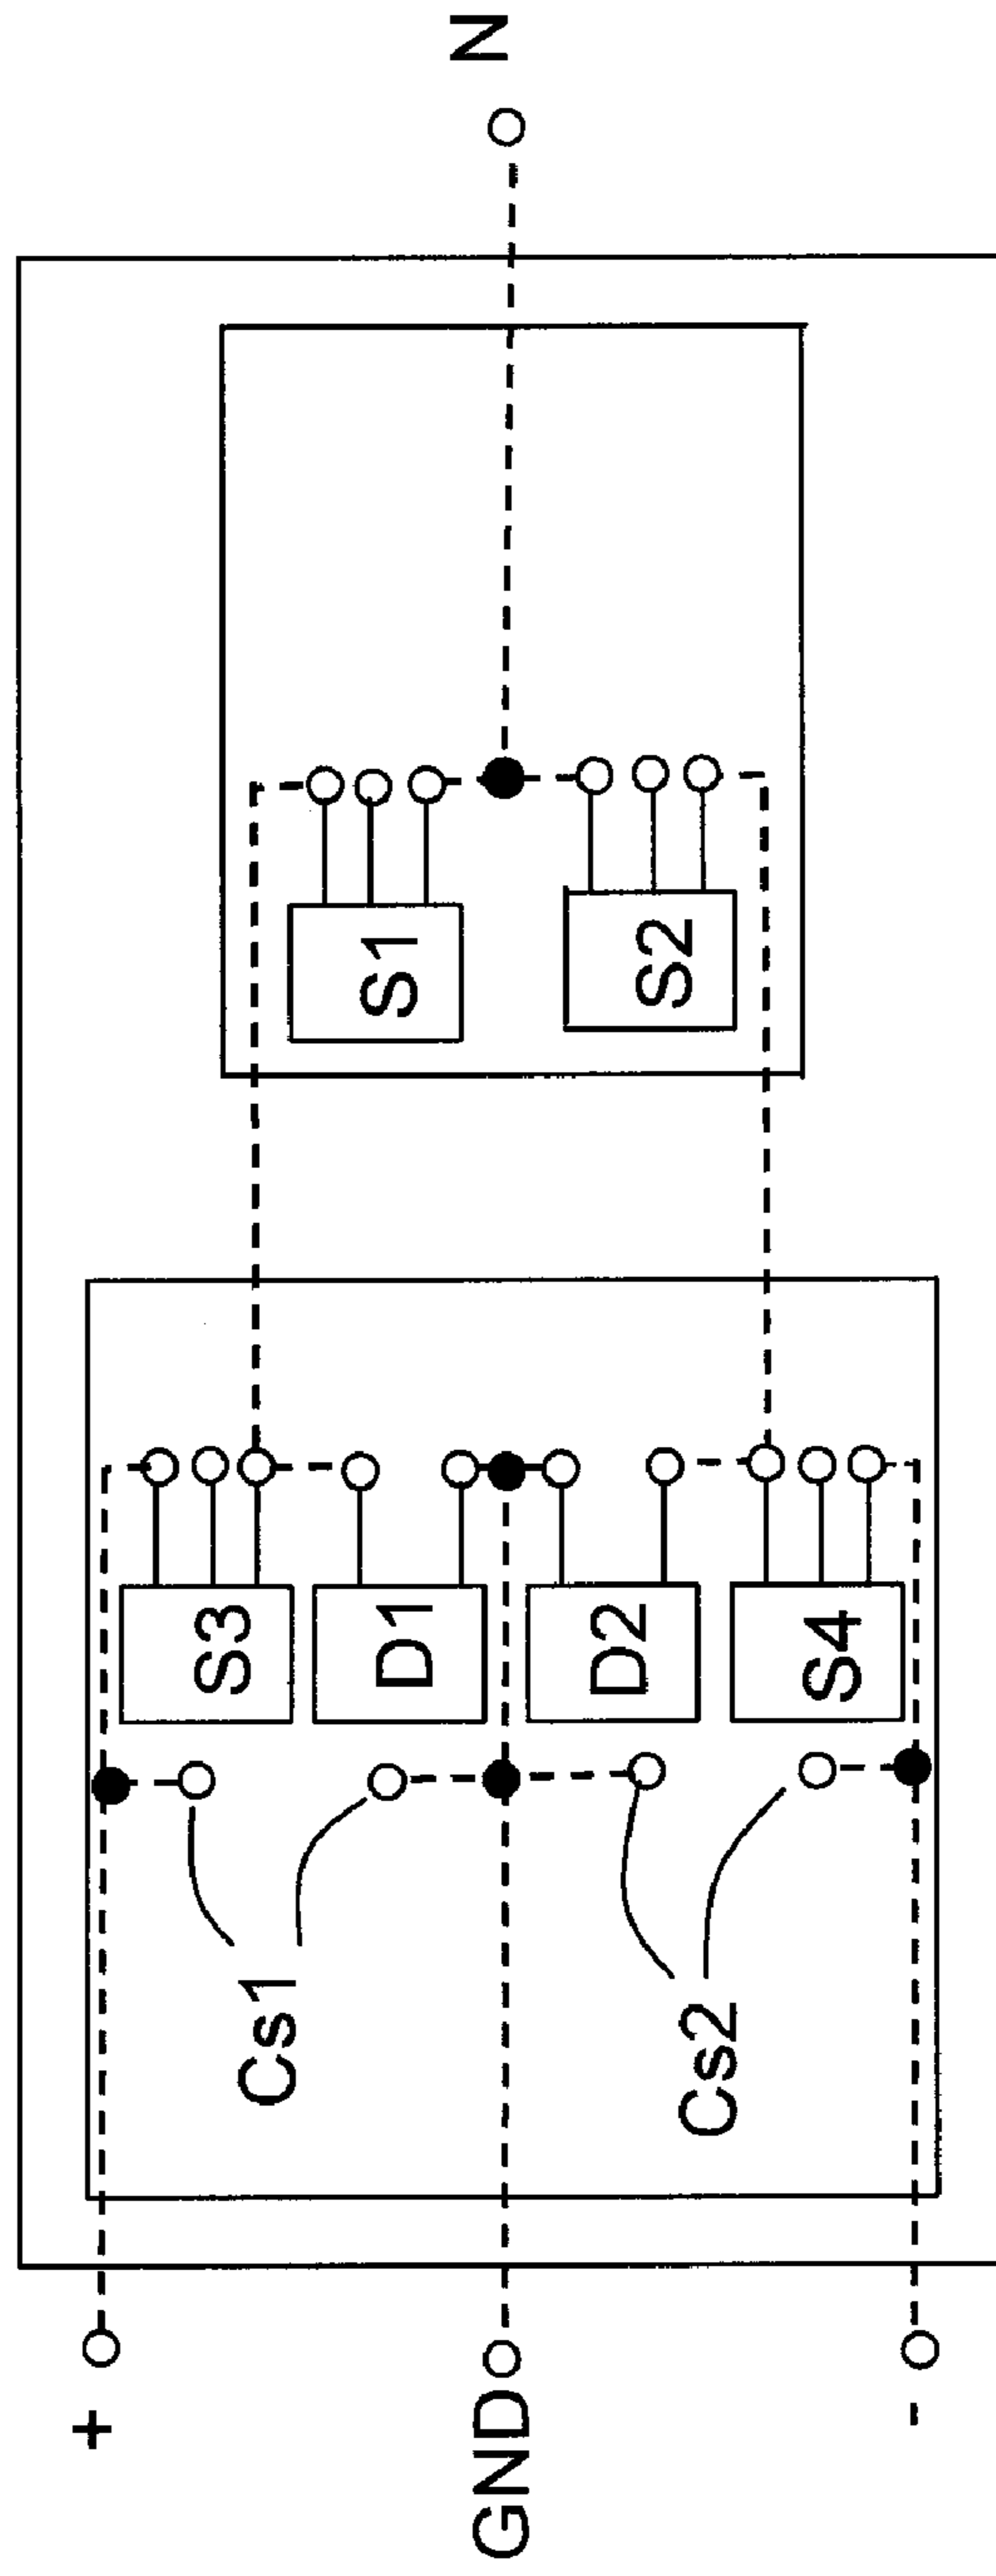 +
GND
-
Cs1
Cs2
S3
D1
D2
S4
S1
S2
N